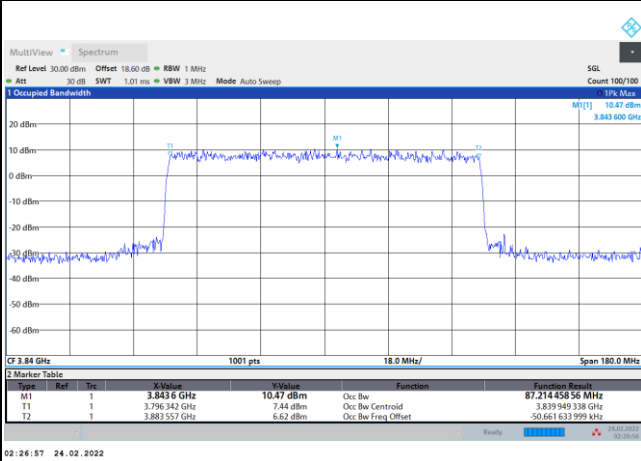 MultiView Spectrum
Ref Level 30.00 dBm Offset 18.60 dB RBW 1 MHz SGL
Att 30 dB SWT 1.01 ms VBW 3 MHz Mode Auto Sweep Count 100/100
1 Occupied Bandwidth 1Pk Max
M1[1] 10.47 dBm
3.843 600 GHz
20 dBm
M1
T1 T2
10 dBm
0 dBm
-10 dBm
-20 dBm
-30 dBm
-40 dBm
-50 dBm
-60 dBm
CF 3.84 GHz 1001 pts 18.0 MHz/ Span 180.0 MHz
2 Marker Table
Type Ref Trc X-Value Y-Value Function Function Result
M1 1 3.843 6 GHz 10.47 dBm Occ Bw 87.214 458 56 MHz
T1 1 3.796 342 GHz 7.44 dBm Occ Bw Centroid 3.839 949 338 GHz
T2 1 3.883 557 GHz 6.62 dBm Occ Bw Freq Offset -50.661 633 999 kHz
Ready 24.02.2022
02:26:56
02:26:57 24.02.2022